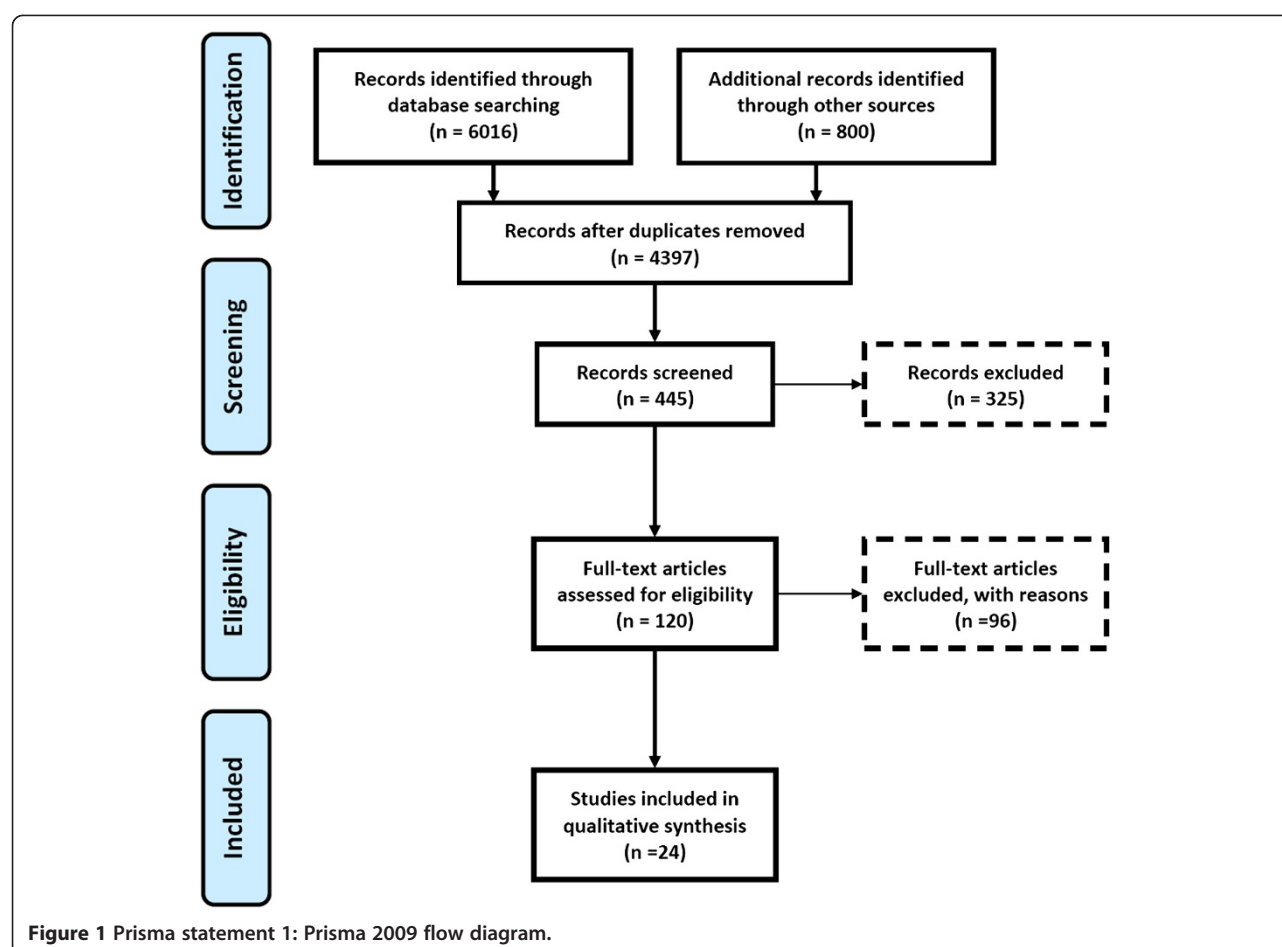 Identification
Records identified through
database searching
(n = 6016)
Additional records identified
through other sources
(n = 800)
Records after duplicates removed
(n = 4397)
Screening
Records screened
(n = 445)
Records excluded
(n = 325)
Eligibility
Full-text articles
assessed for eligibility
(n = 120)
Full-text articles
excluded, with reasons
(n =96)
Included
Studies included in
qualitative synthesis
(n =24)
Figure 1 Prisma statement 1: Prisma 2009 flow diagram.